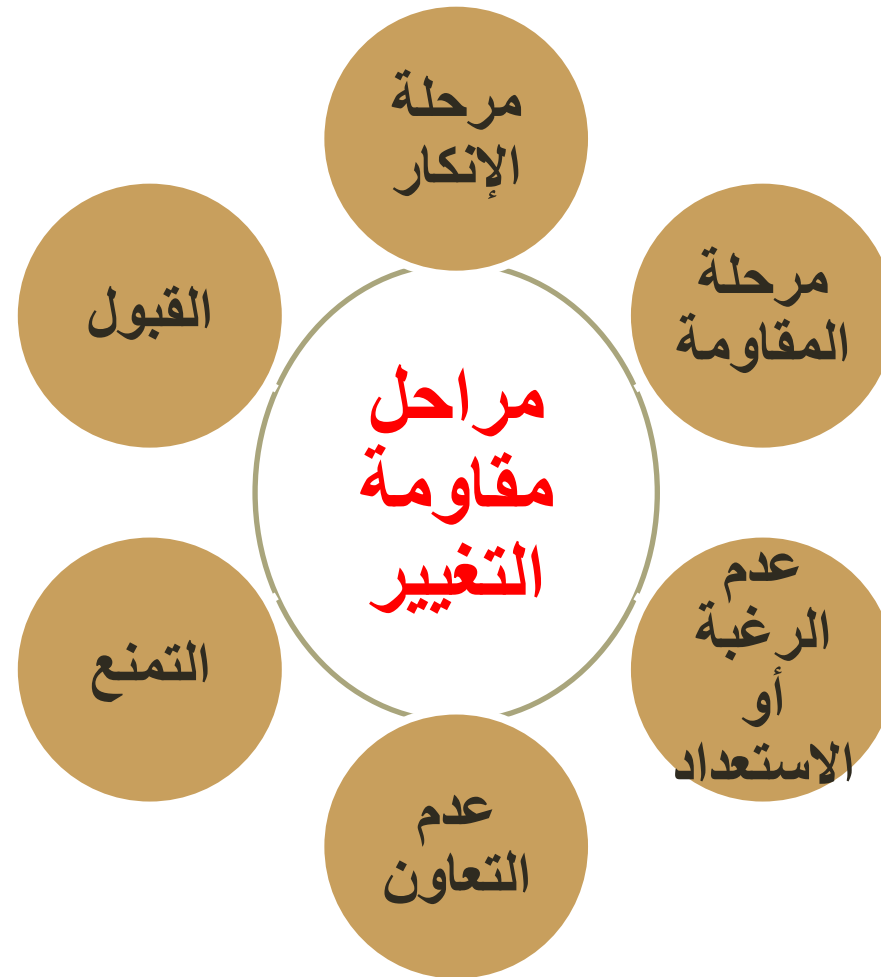 مراحل
مقاومة
التغيير
مرحلة
الإنكار
مرحلة
المقاومة
عدم
الرغبة
أو
الاستعداد
عدم
التعاون
التمنع
القبول